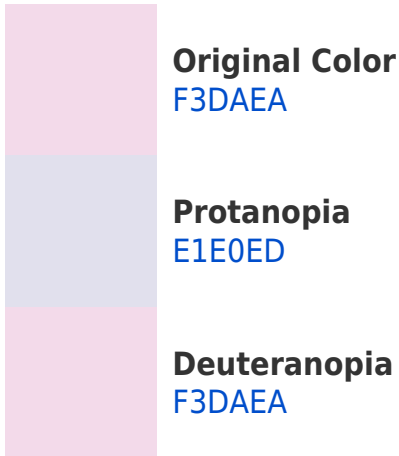 Original Color
F3DAEA
Protanopia
E1E0ED
Deuteranopia
F3DAEA